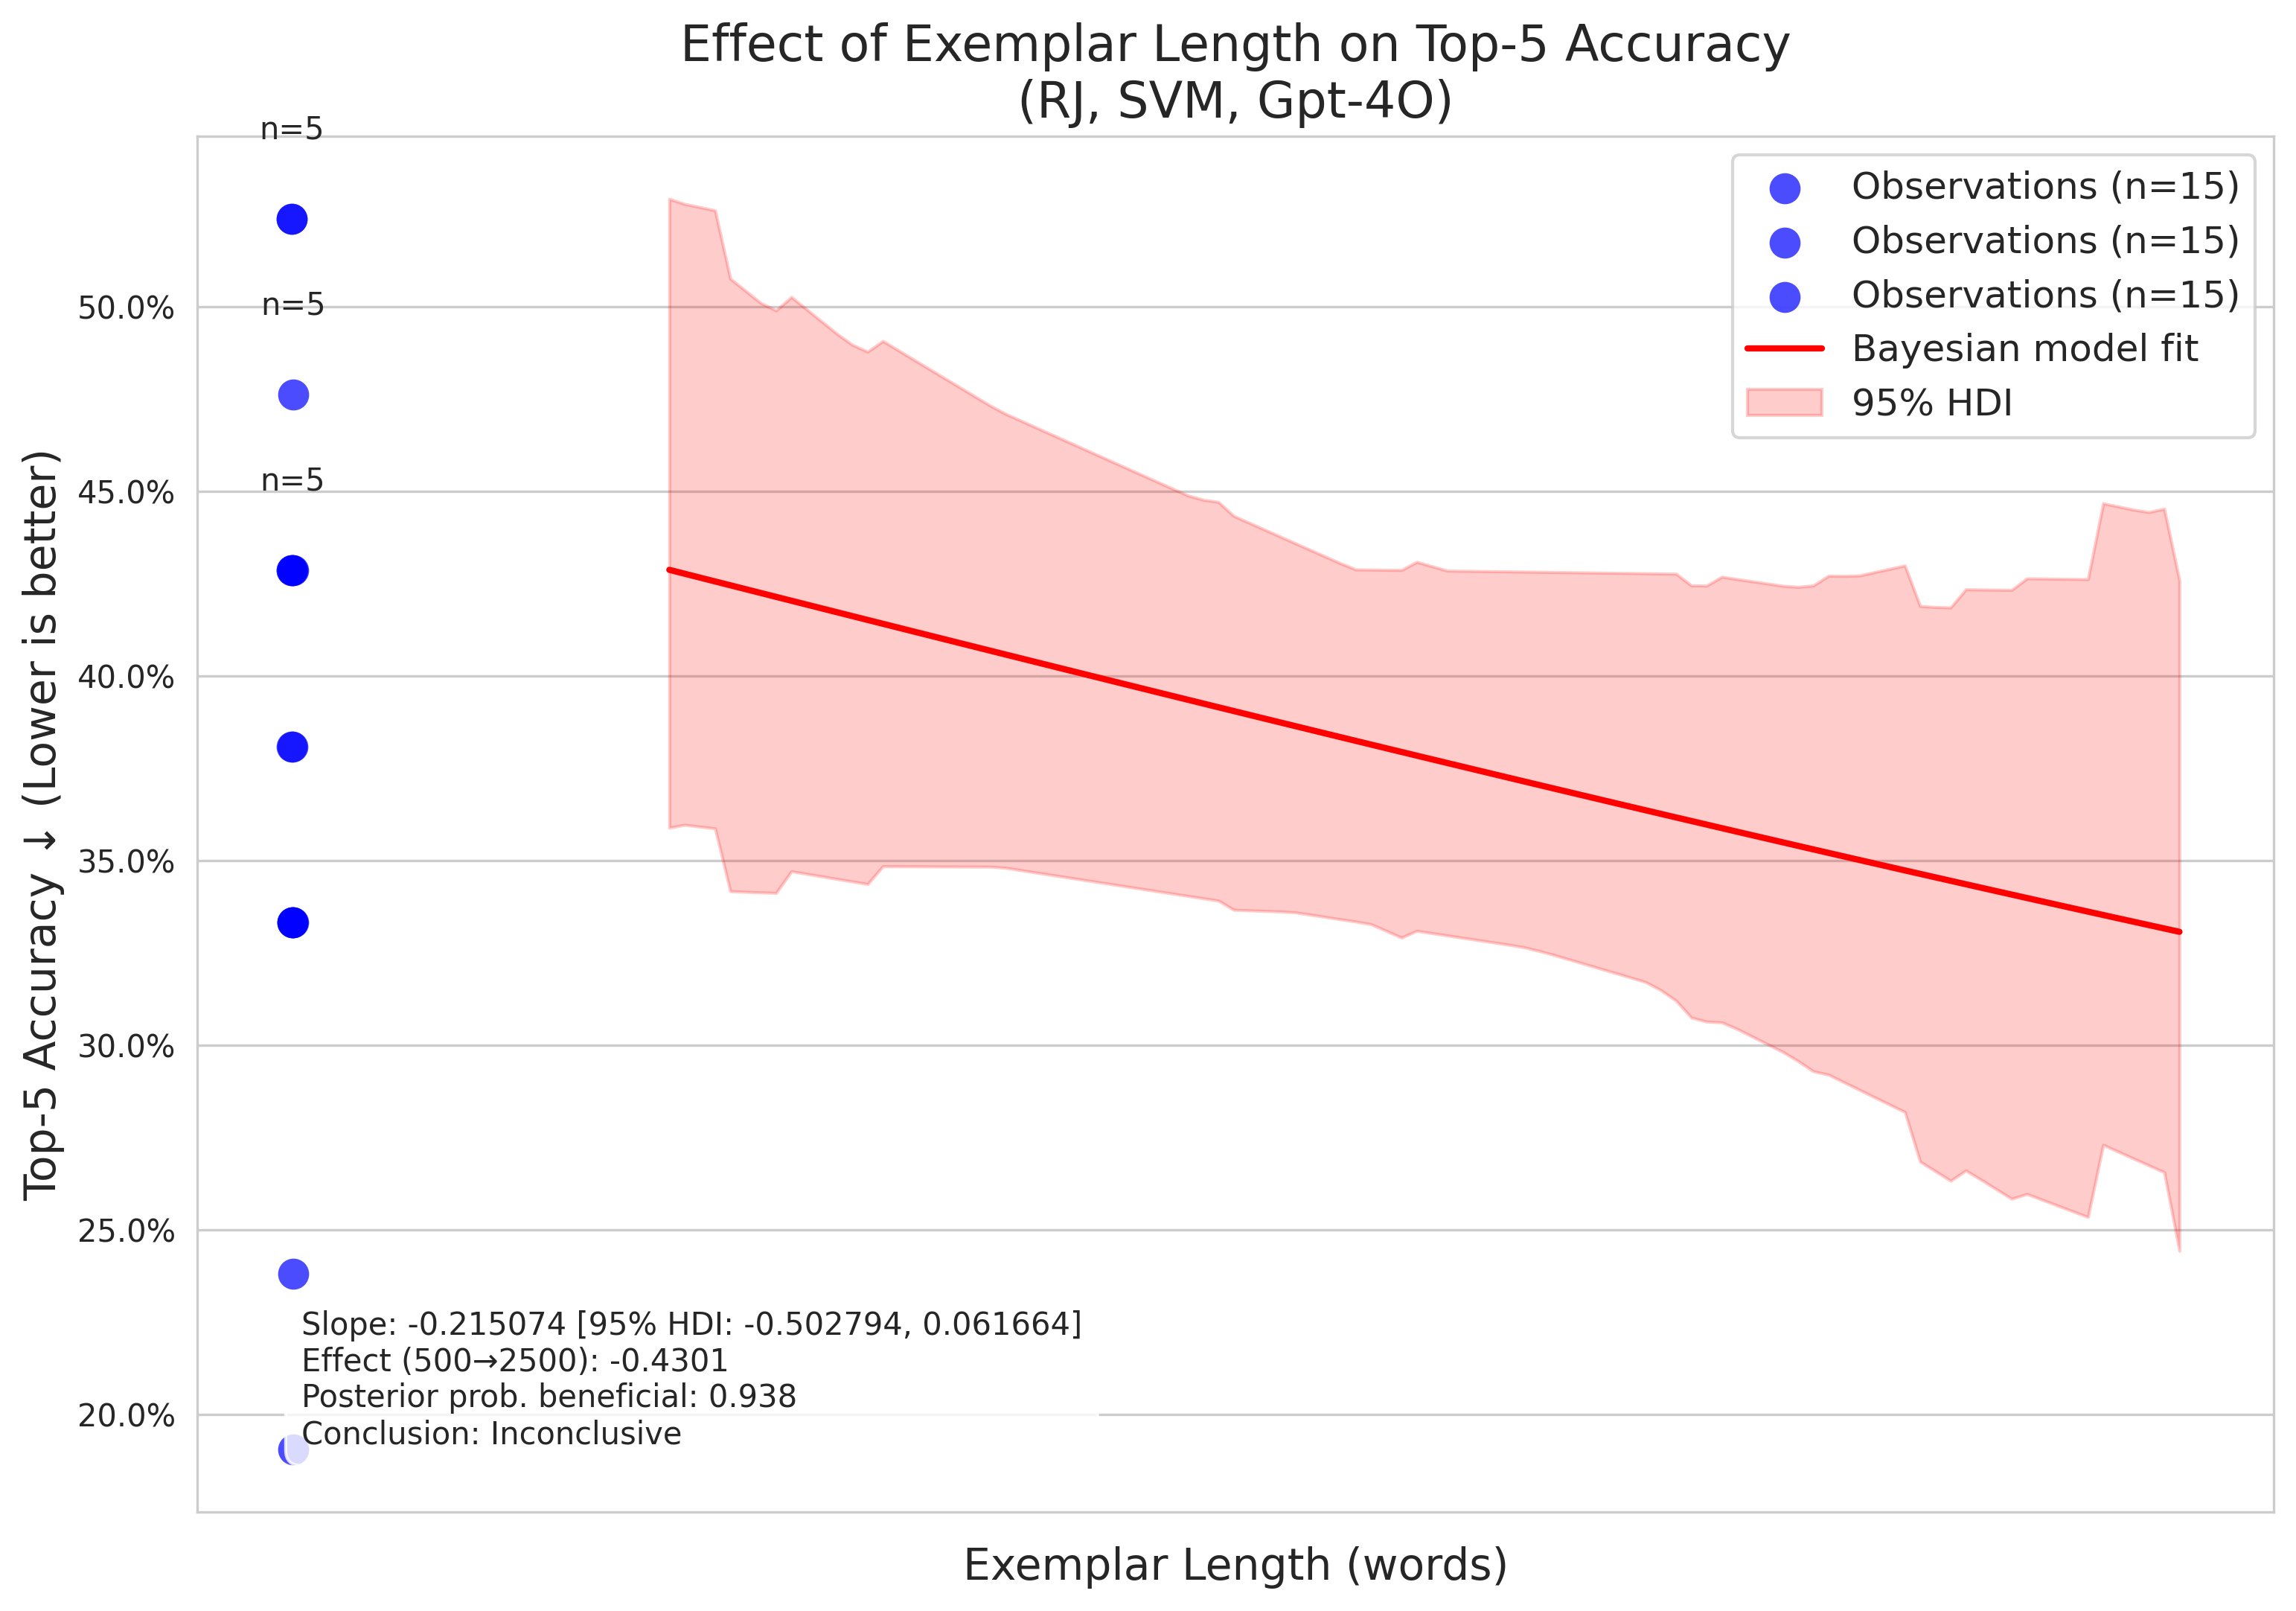 Effect of Exemplar Length on Top-5 Accuracy
(RJ, SVM, Gpt-4O)
n=5
n=5
n=5
Observations (n=15)
Observations (n=15)
Observations (n=15)
Bayesian model fit
95% HDI
Top-5 Accuracy ↓ (Lower is better)
50.0%
45.0%
40.0%
35.0%
30.0%
25.0%
20.0%
Slope: -0.215074 [95% HDI: -0.502794, 0.061664]
Effect (500→2500): -0.4301
Posterior prob. beneficial: 0.938
Conclusion: Inconclusive
Exemplar Length (words)